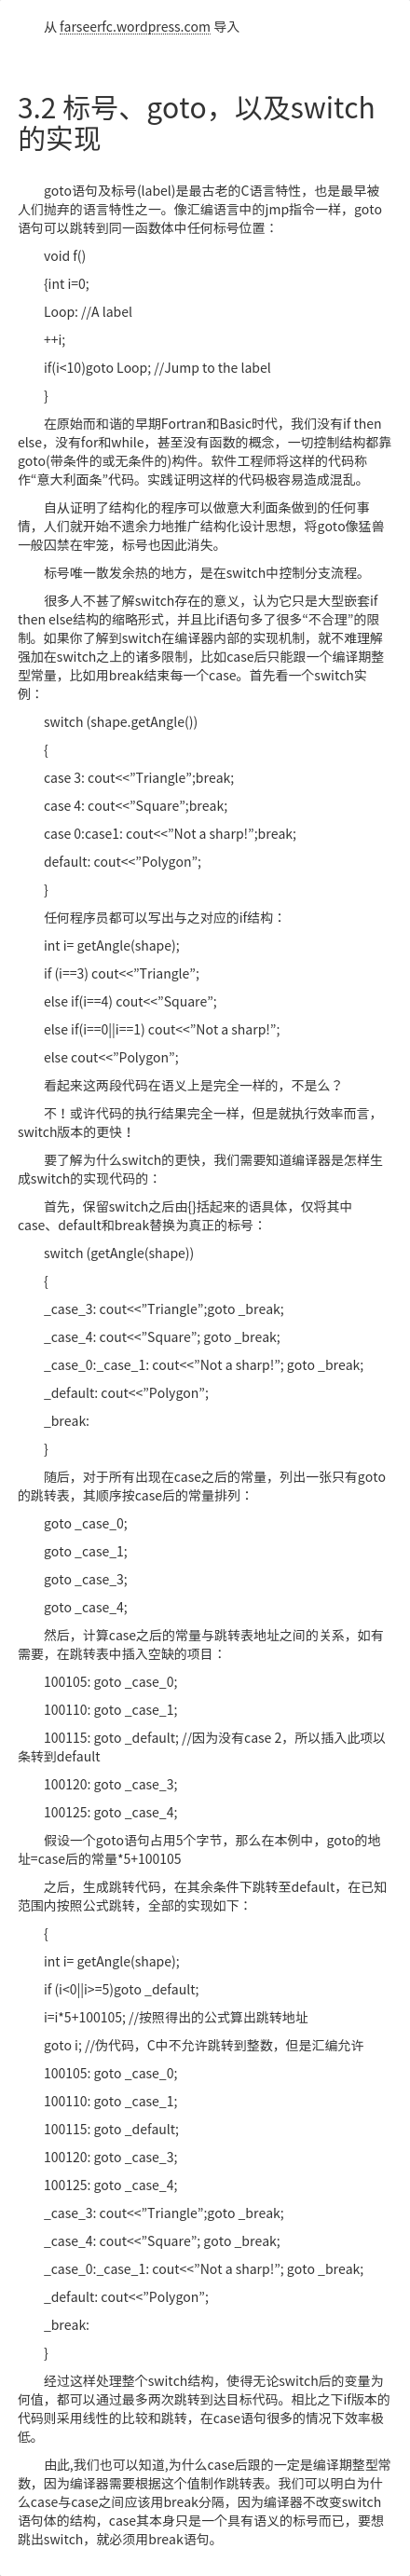 从 farseerfc.wordpress.com 导入
3.2 标号、goto，以及switch
的实现
goto语句及标号(label)是最古老的C语言特性，也是最早被
人们抛弃的语言特性之一。像汇编语言中的jmp指令一样，goto
语句可以跳转到同一函数体中任何标号位置：
void f()
{int i=0;
Loop: //A label
++i;
if(i<10)goto Loop; //Jump to the label
}
在原始而和谐的早期Fortran和Basic时代，我们没有if then
else，没有for和while，甚至没有函数的概念，一切控制结构都靠
goto(带条件的或无条件的)构件。软件工程师将这样的代码称
作“意大利面条”代码。实践证明这样的代码极容易造成混乱。
自从证明了结构化的程序可以做意大利面条做到的任何事
情，人们就开始不遗余力地推广结构化设计思想，将goto像猛兽
一般囚禁在牢笼，标号也因此消失。
标号唯一散发余热的地方，是在switch中控制分支流程。
很多人不甚了解switch存在的意义，认为它只是大型嵌套if
then else结构的缩略形式，并且比if语句多了很多“不合理”的限
制。如果你了解到switch在编译器内部的实现机制，就不难理解
强加在switch之上的诸多限制，比如case后只能跟一个编译期整
型常量，比如用break结束每一个case。首先看一个switch实
例：
switch (shape.getAngle())
{
case 3: cout<<”Triangle”;break;
case 4: cout<<”Square”;break;
case 0:case1: cout<<”Not a sharp!”;break;
default: cout<<”Polygon”;
}
任何程序员都可以写出与之对应的if结构：
int i= getAngle(shape);
if (i==3) cout<<”Triangle”;
else if(i==4) cout<<”Square”;
else if(i==0||i==1) cout<<”Not a sharp!”;
else cout<<”Polygon”;
看起来这两段代码在语义上是完全一样的，不是么？
不！或许代码的执行结果完全一样，但是就执行效率而言，
switch版本的更快！
要了解为什么switch的更快，我们需要知道编译器是怎样生
成switch的实现代码的：
首先，保留switch之后由{}括起来的语具体，仅将其中
case、default和break替换为真正的标号：
switch (getAngle(shape))
{
_case_3: cout<<”Triangle”;goto _break;
_case_4: cout<<”Square”; goto _break;
_case_0:_case_1: cout<<”Not a sharp!”; goto _break;
_default: cout<<”Polygon”;
_break:
}
随后，对于所有出现在case之后的常量，列出一张只有goto
的跳转表，其顺序按case后的常量排列：
goto _case_0;
goto _case_1;
goto _case_3;
goto _case_4;
然后，计算case之后的常量与跳转表地址之间的关系，如有
需要，在跳转表中插入空缺的项目：
100105: goto _case_0;
100110: goto _case_1;
100115: goto _default; //因为没有case 2，所以插入此项以
条转到default
100120: goto _case_3;
100125: goto _case_4;
假设一个goto语句占用5个字节，那么在本例中，goto的地
址=case后的常量*5+100105
之后，生成跳转代码，在其余条件下跳转至default，在已知
范围内按照公式跳转，全部的实现如下：
{
int i= getAngle(shape);
if (i<0||i>=5)goto _default;
i=i*5+100105; //按照得出的公式算出跳转地址
goto i; //伪代码，C中不允许跳转到整数，但是汇编允许
100105: goto _case_0;
100110: goto _case_1;
100115: goto _default;
100120: goto _case_3;
100125: goto _case_4;
_case_3: cout<<”Triangle”;goto _break;
_case_4: cout<<”Square”; goto _break;
_case_0:_case_1: cout<<”Not a sharp!”; goto _break;
_default: cout<<”Polygon”;
_break:
}
经过这样处理整个switch结构，使得无论switch后的变量为
何值，都可以通过最多两次跳转到达目标代码。相比之下if版本的
代码则采用线性的比较和跳转，在case语句很多的情况下效率极
低。
由此,我们也可以知道,为什么case后跟的一定是编译期整型常
数，因为编译器需要根据这个值制作跳转表。我们可以明白为什
么case与case之间应该用break分隔，因为编译器不改变switch
语句体的结构，case其本身只是一个具有语义的标号而已，要想
跳出switch，就必须用break语句。